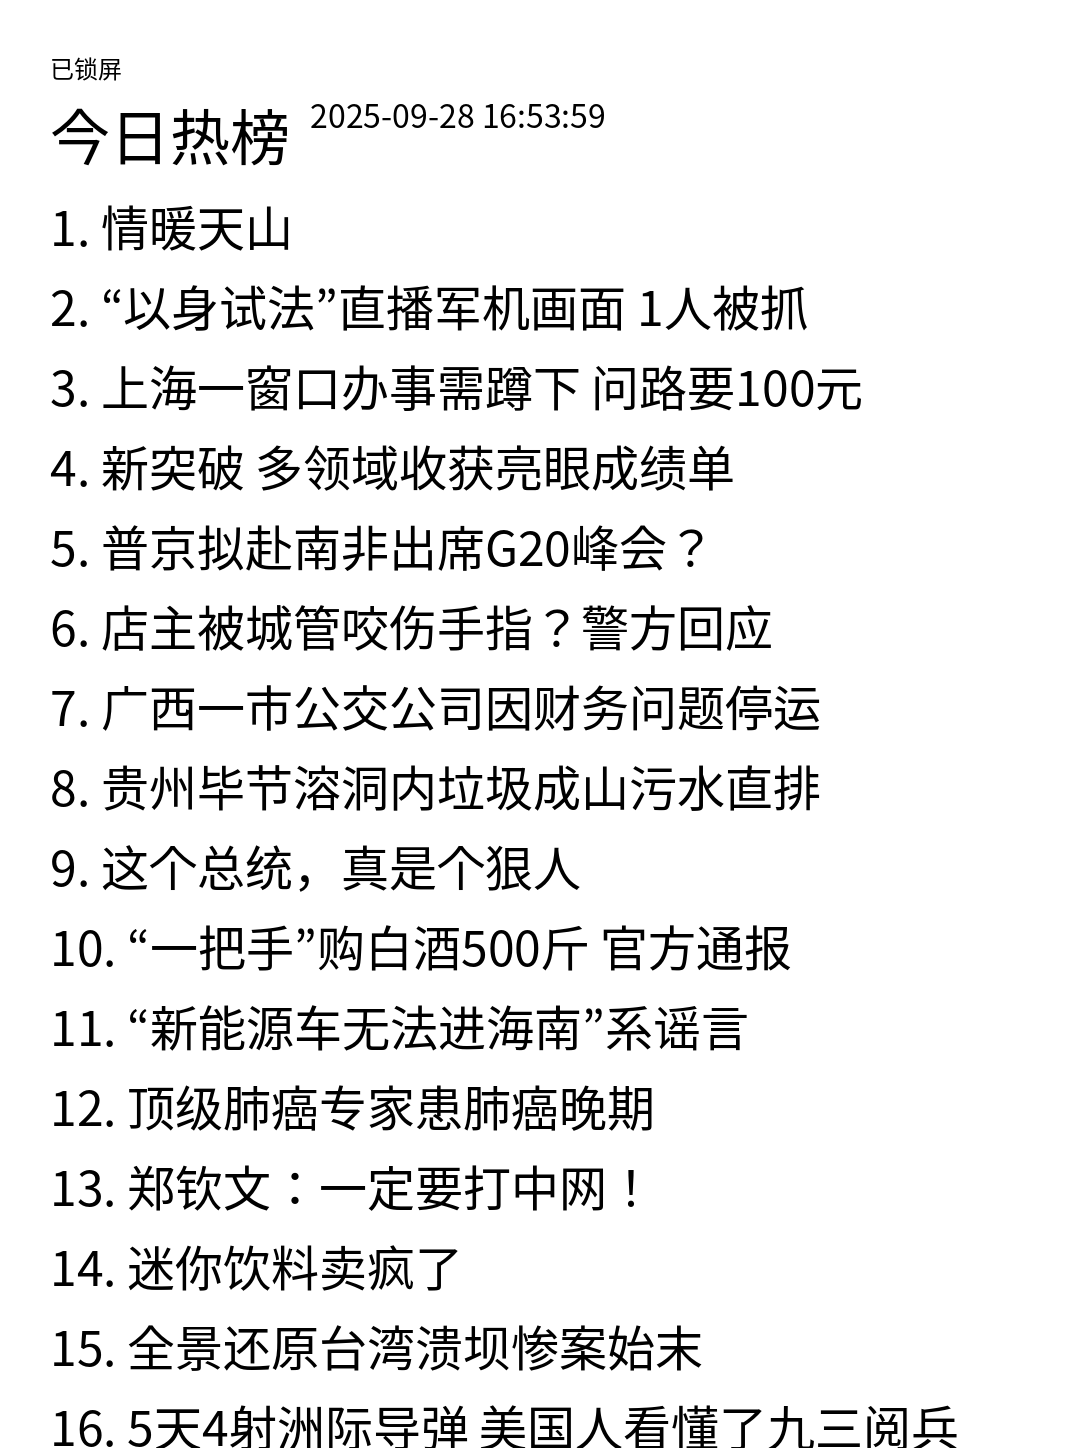 已锁屏
今日热榜 2025-09-28 16:53:59
1. 情暖天山
2. “以身试法”直播军机画面 1人被抓
3. 上海一窗口办事需蹲下 问路要100元
4. 新突破 多领域收获亮眼成绩单
5. 普京拟赴南非出席G20峰会？
6. 店主被城管咬伤手指？警方回应
7. 广西一市公交公司因财务问题停运
8. 贵州毕节溶洞内垃圾成山污水直排
9. 这个总统，真是个狠人
10. “一把手”购白酒500斤 官方通报
11. “新能源车无法进海南”系谣言
12. 顶级肺癌专家患肺癌晚期
13. 郑钦文：一定要打中网！
14. 迷你饮料卖疯了
15. 全景还原台湾溃坝惨案始末
16. 5天4射洲际导弹 美国人看懂了九三阅兵